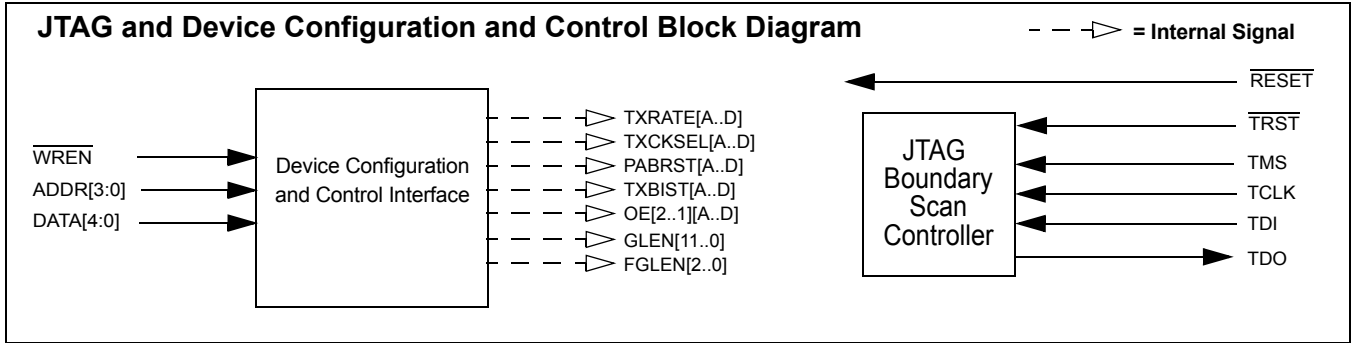 JTAG and Device Configuration and Control Block Diagram
= Internal Signal
WREN
ADDR[3:0]
DATA[4:0]
Device Configuration
and Control Interface
TXRATE[A..D]
TXCKSEL[A..D]
PABRST[A..D]
TXBIST[A..D]
OE[2..1][A..D]
GLEN[11..0]
FGLEN[2..0]
JTAG
Boundary
Scan
Controller
RESET
TRST
TMS
TCLK
TDI
TDO